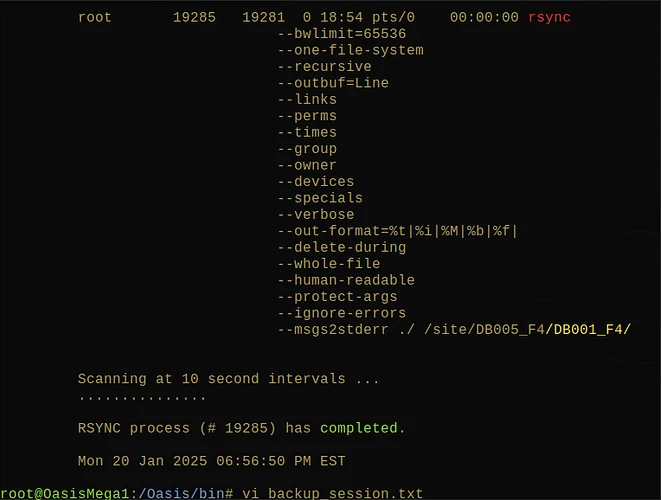 root 19285 19281 0 18:54 pts/0 00:00:00 rsync
--bwlimit=65536
--one-file-system
--recursive
--outbuf=Line
--links
--perms
--times
--group
--owner
--devices
--specials
--verbose
--out-format=%t|%i|%M|%b|%f|
--delete-during
--whole-file
--human-readable
--protect-args
--ignore-errors
--msgs2stderr ./ /site/DB005_F4/DB001_F4/
Scanning at 10 second intervals ...
...............
RSYNC process (# 19285) has completed.
Mon 20 Jan 2025 06:56:50 PM EST
root@OasisMega1:/Oasis/bin# vi backup_session.txt